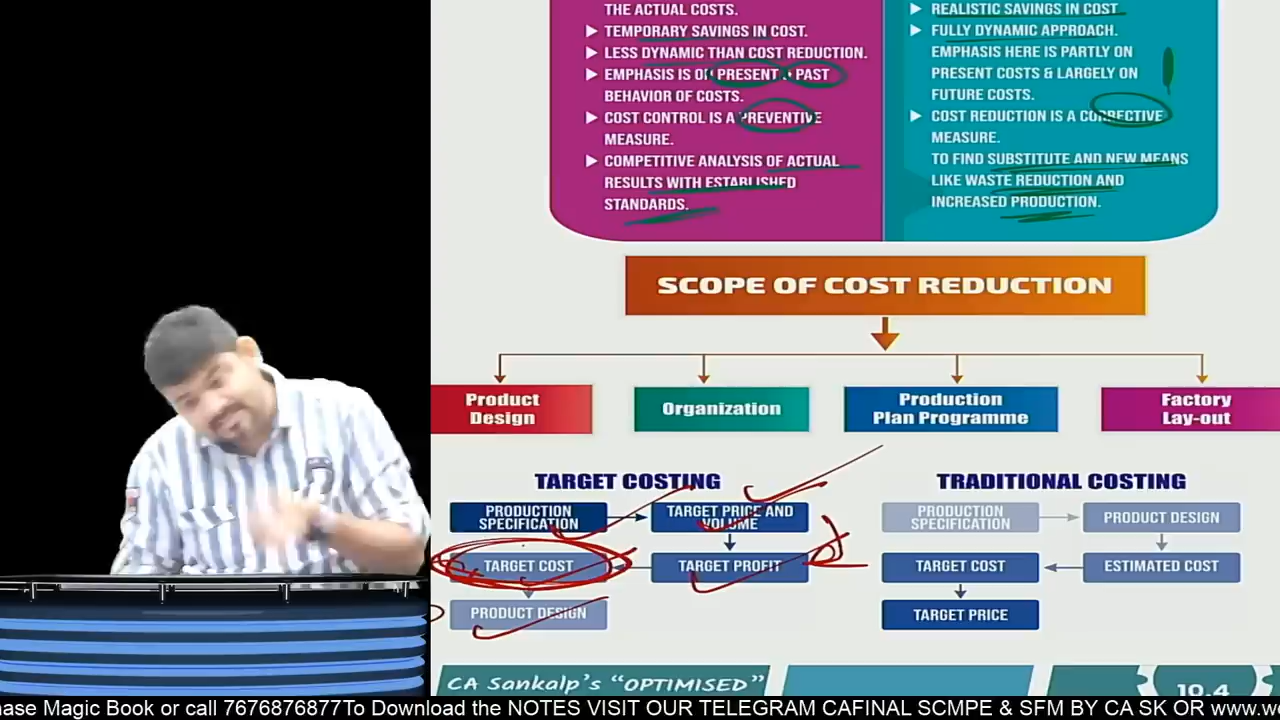 THE ACTUAL COSTS.
▶ TEMPORARY SAVINGS IN COST.
▶ LESS DYNAMIC THAN COST REDUCTION.
▶ EMPHASIS IS ON PRESENT & PAST
BEHAVIOR OF COSTS.
▶ COST CONTROL IS A PREVENTIVE
MEASURE.
▶ COMPETITIVE ANALYSIS OF ACTUAL
RESULTS WITH ESTABLISHED
STANDARDS.
▶ REALISTIC SAVINGS IN COST
▶ FULLY DYNAMIC APPROACH.
EMPHASIS HERE IS PARTLY ON
PRESENT COSTS & LARGELY ON
FUTURE COSTS.
▶ COST REDUCTION IS A CORRECTIVE
MEASURE.
TO FIND SUBSTITUTE AND NEW MEANS
LIKE WASTE REDUCTION AND
INCREASED PRODUCTION.
SCOPE OF COST REDUCTION
Product
Design
Organization
Production
Plan Programme
Factory
Lay-out
TARGET COSTING
PRODUCTION
SPECIFICATION
TARGET PRICE AND
VOLUME
TARGET COST
TARGET PROFIT
PRODUCT DESIGN
TRADITIONAL COSTING
PRODUCTION
SPECIFICATION
PRODUCT DESIGN
TARGET COST
ESTIMATED COST
TARGET PRICE
CA Sankalp's "OPTIMISED"
10.4
hase Magic Book or call 7676876877To Download the NOTES VISIT OUR TELEGRAM CAFINAL SCMPE & SFM BY CA SK OR www.w